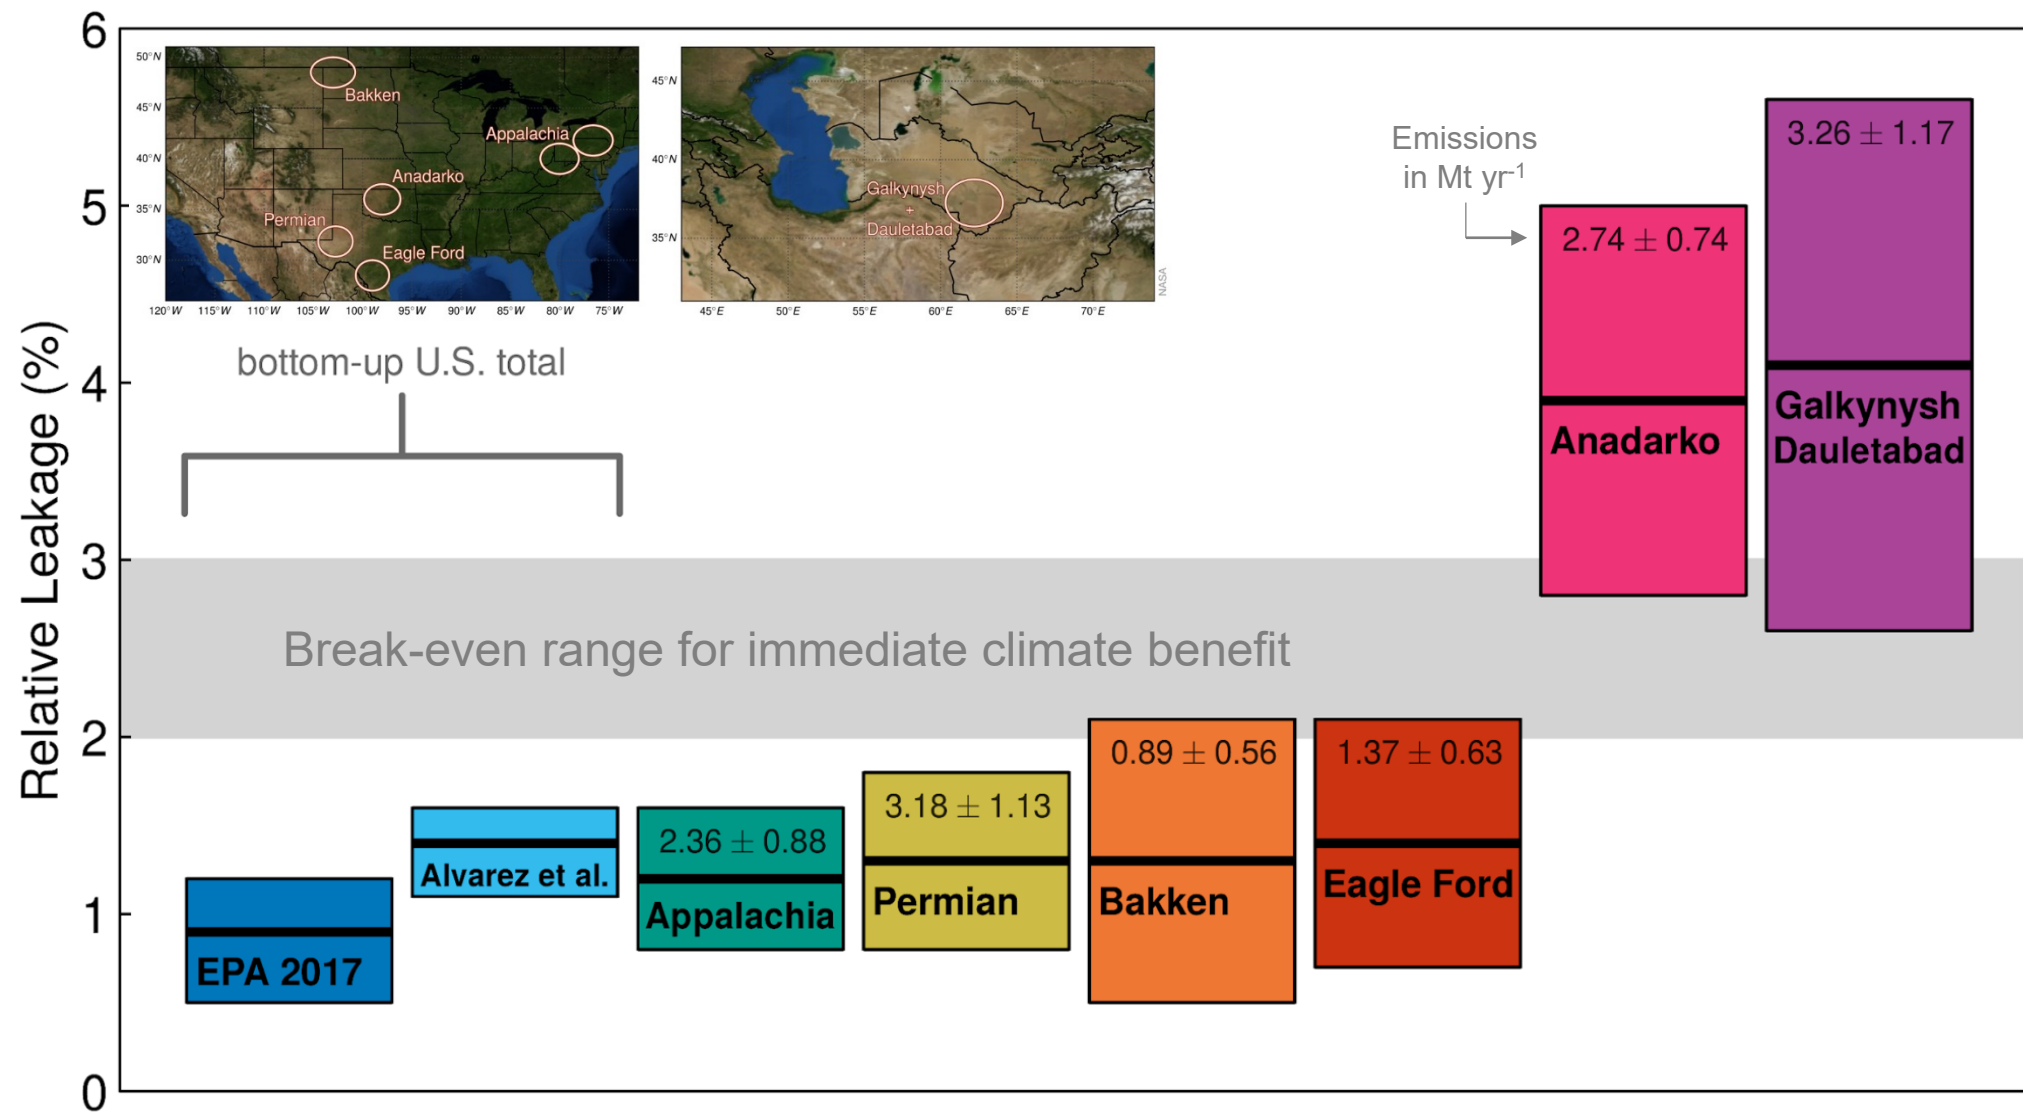 6
5
4
3
2
1
0
Relative Leakage (%)
50°N
45°N
40°N
35°N
30°N
120°W 115°W 110°W 105°W 100°W 95°W 90°W 85°W 80°W 75°W
Bakken
Appalachia
Anadarko
Permian
Eagle Ford
45°N
40°N
35°N
45°E 50°E 55°E 60°E 65°E 70°E
Galkynysh
+
Dauletabad
NASA
bottom-up U.S. total
Emissions
in Mt yr⁻¹
Break-even range for immediate climate benefit
EPA 2017
Alvarez et al.
2.36 ± 0.88
Appalachia
3.18 ± 1.13
Permian
0.89 ± 0.56
Bakken
1.37 ± 0.63
Eagle Ford
2.74 ± 0.74
Anadarko
3.26 ± 1.17
Galkynysh
Dauletabad